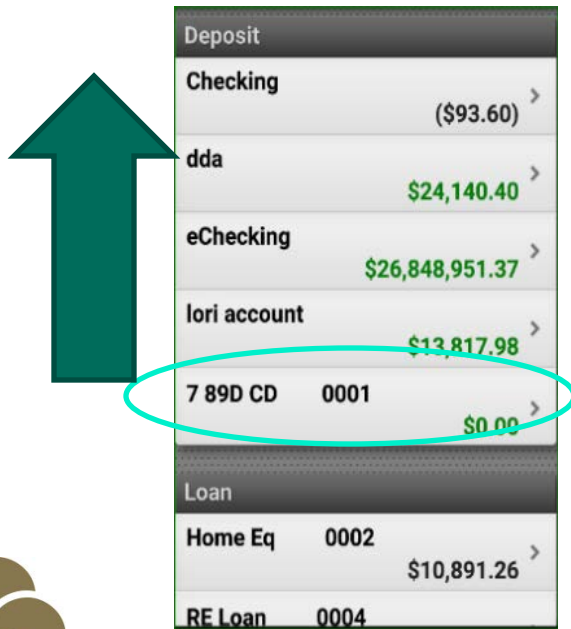 Deposit
Checking
($93.60)
dda
$24,140.40
eChecking
$26,848,951.37
lori account
$13,817.98
7 89D CD 0001
$0.00
Loan
Home Eq 0002
$10,891.26
RE Loan 0004